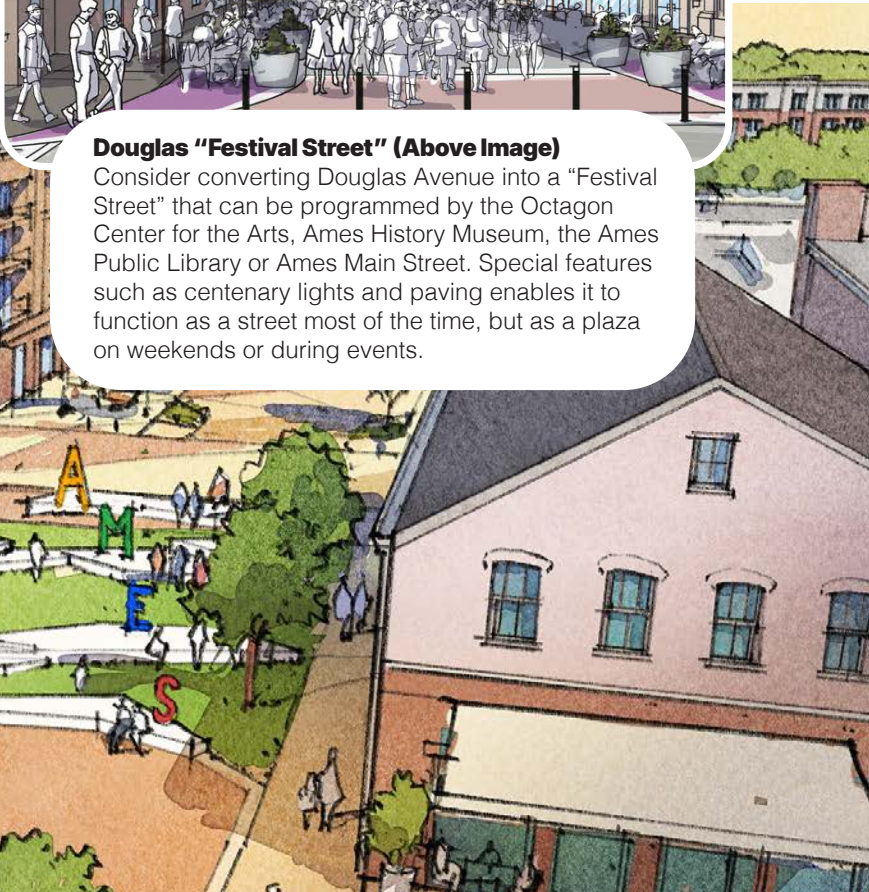 Douglas “Festival Street” (Above Image)
Consider converting Douglas Avenue into a “Festival
Street” that can be programmed by the Octagon
Center for the Arts, Ames History Museum, the Ames
Public Library or Ames Main Street. Special features
such as centenary lights and paving enables it to
function as a street most of the time, but as a plaza
on weekends or during events.
A
M
E
S